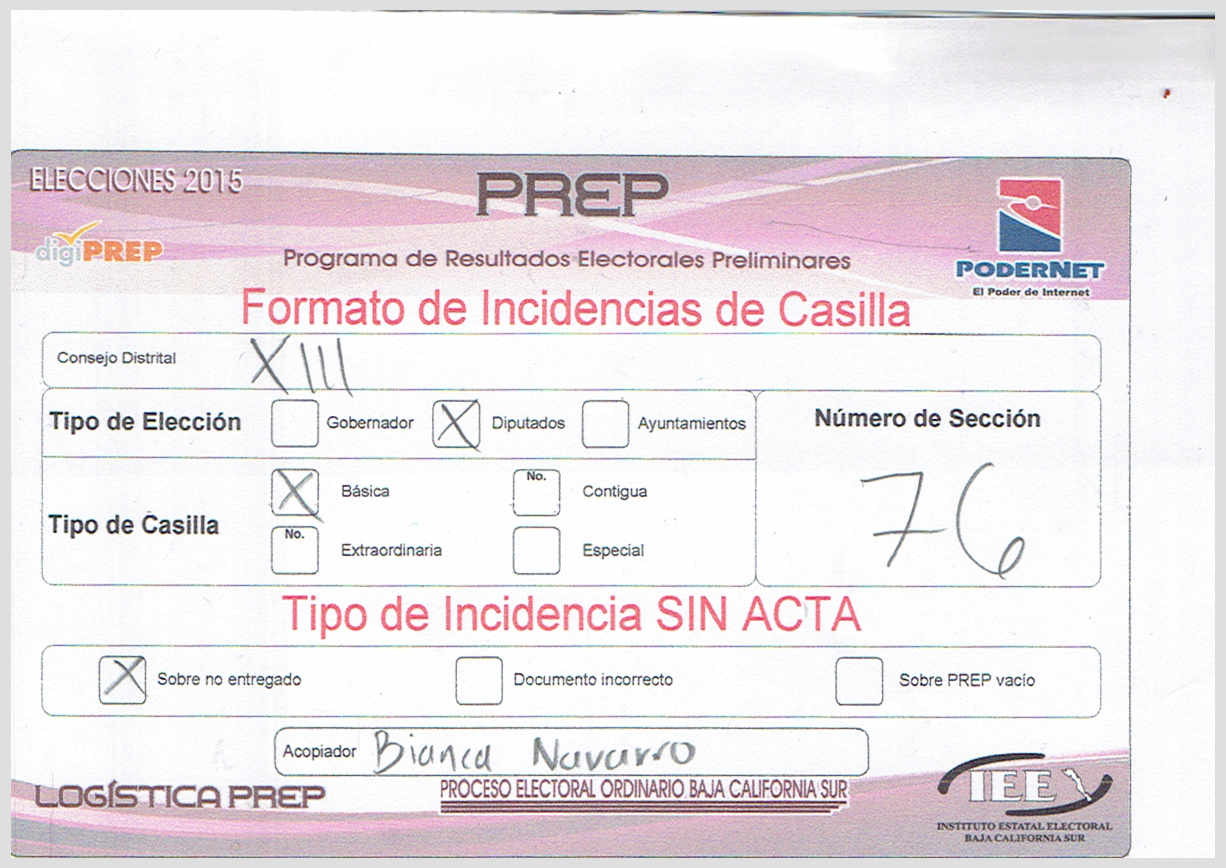 ELECCIONES 2015
PREP
digiPREP
Programa de Resultados Electorales Preliminares
PODERNET
El Poder de Internet
Formato de Incidencias de Casilla
Consejo Distrital XIII
Tipo de Elección X Gobernador Diputados Ayuntamientos
Número de Sección
76
Tipo de Casilla
X Básica No. Contigua
No. Extraordinaria Especial
Tipo de Incidencia SIN ACTA
X Sobre no entregado Documento incorrecto Sobre PREP vacío
Acopiador Bianca Navarro
LOGÍSTICA PREP
PROCESO ELECTORAL ORDINARIO BAJA CALIFORNIA SUR
IEE
INSTITUTO ESTATAL ELECTORAL
BAJA CALIFORNIA SUR